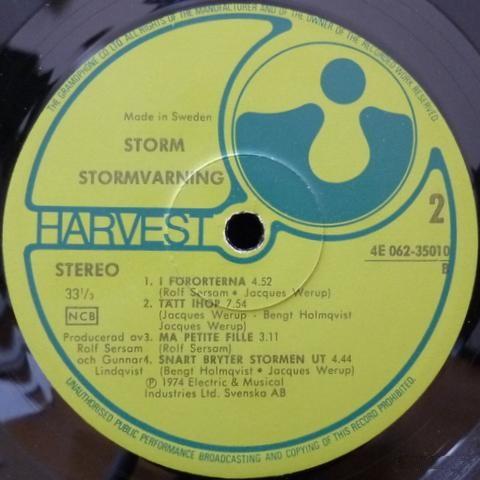 THE GRAMOPHONE CO LTD. ALL RIGHTS OF THE MANUFACTURER AND OF THE OWNER OF THE RECORDED WORK RESERVED.
Made in Sweden
STORM
STORMVARNING
HARVEST
2
4E 062-35010
B
STEREO
33⅓
NCB
1. I FÖRORTERNA 4.52
(Rolf Sersam • Jacques Werup)
2. TÄTT IHOP 7.54
(Jacques Werup - Bengt Holmqvist
Jacques Werup)
3. MA PETITE FILLE 3.11
(Rolf Sersam)
4. SNART BRYTER STORMEN UT 4.44
(Bengt Holmqvist • Jacques Werup)
Producerad av
Rolf Sersam
och Gunnar
Lindqvist
Ⓟ 1974 Electric & Musical
Industries Ltd. Svenska AB
UNAUTHORISED PUBLIC PERFORMANCE BROADCASTING AND COPYING OF THIS RECORD PROHIBITED.